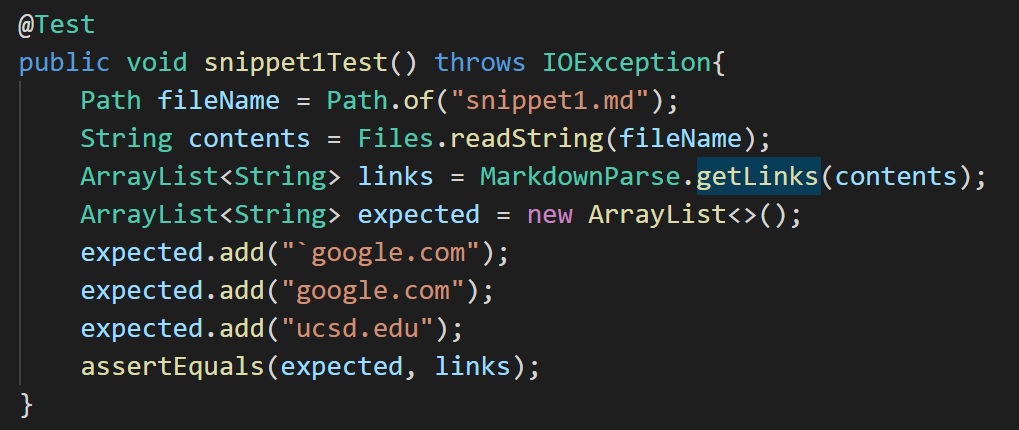 @Test
public void snippet1Test() throws IOException{
    Path fileName = Path.of("snippet1.md");
    String contents = Files.readString(fileName);
    ArrayList<String> links = MarkdownParse.getLinks(contents);
    ArrayList<String> expected = new ArrayList<>();
    expected.add("`google.com");
    expected.add("google.com");
    expected.add("ucsd.edu");
    assertEquals(expected, links);
}